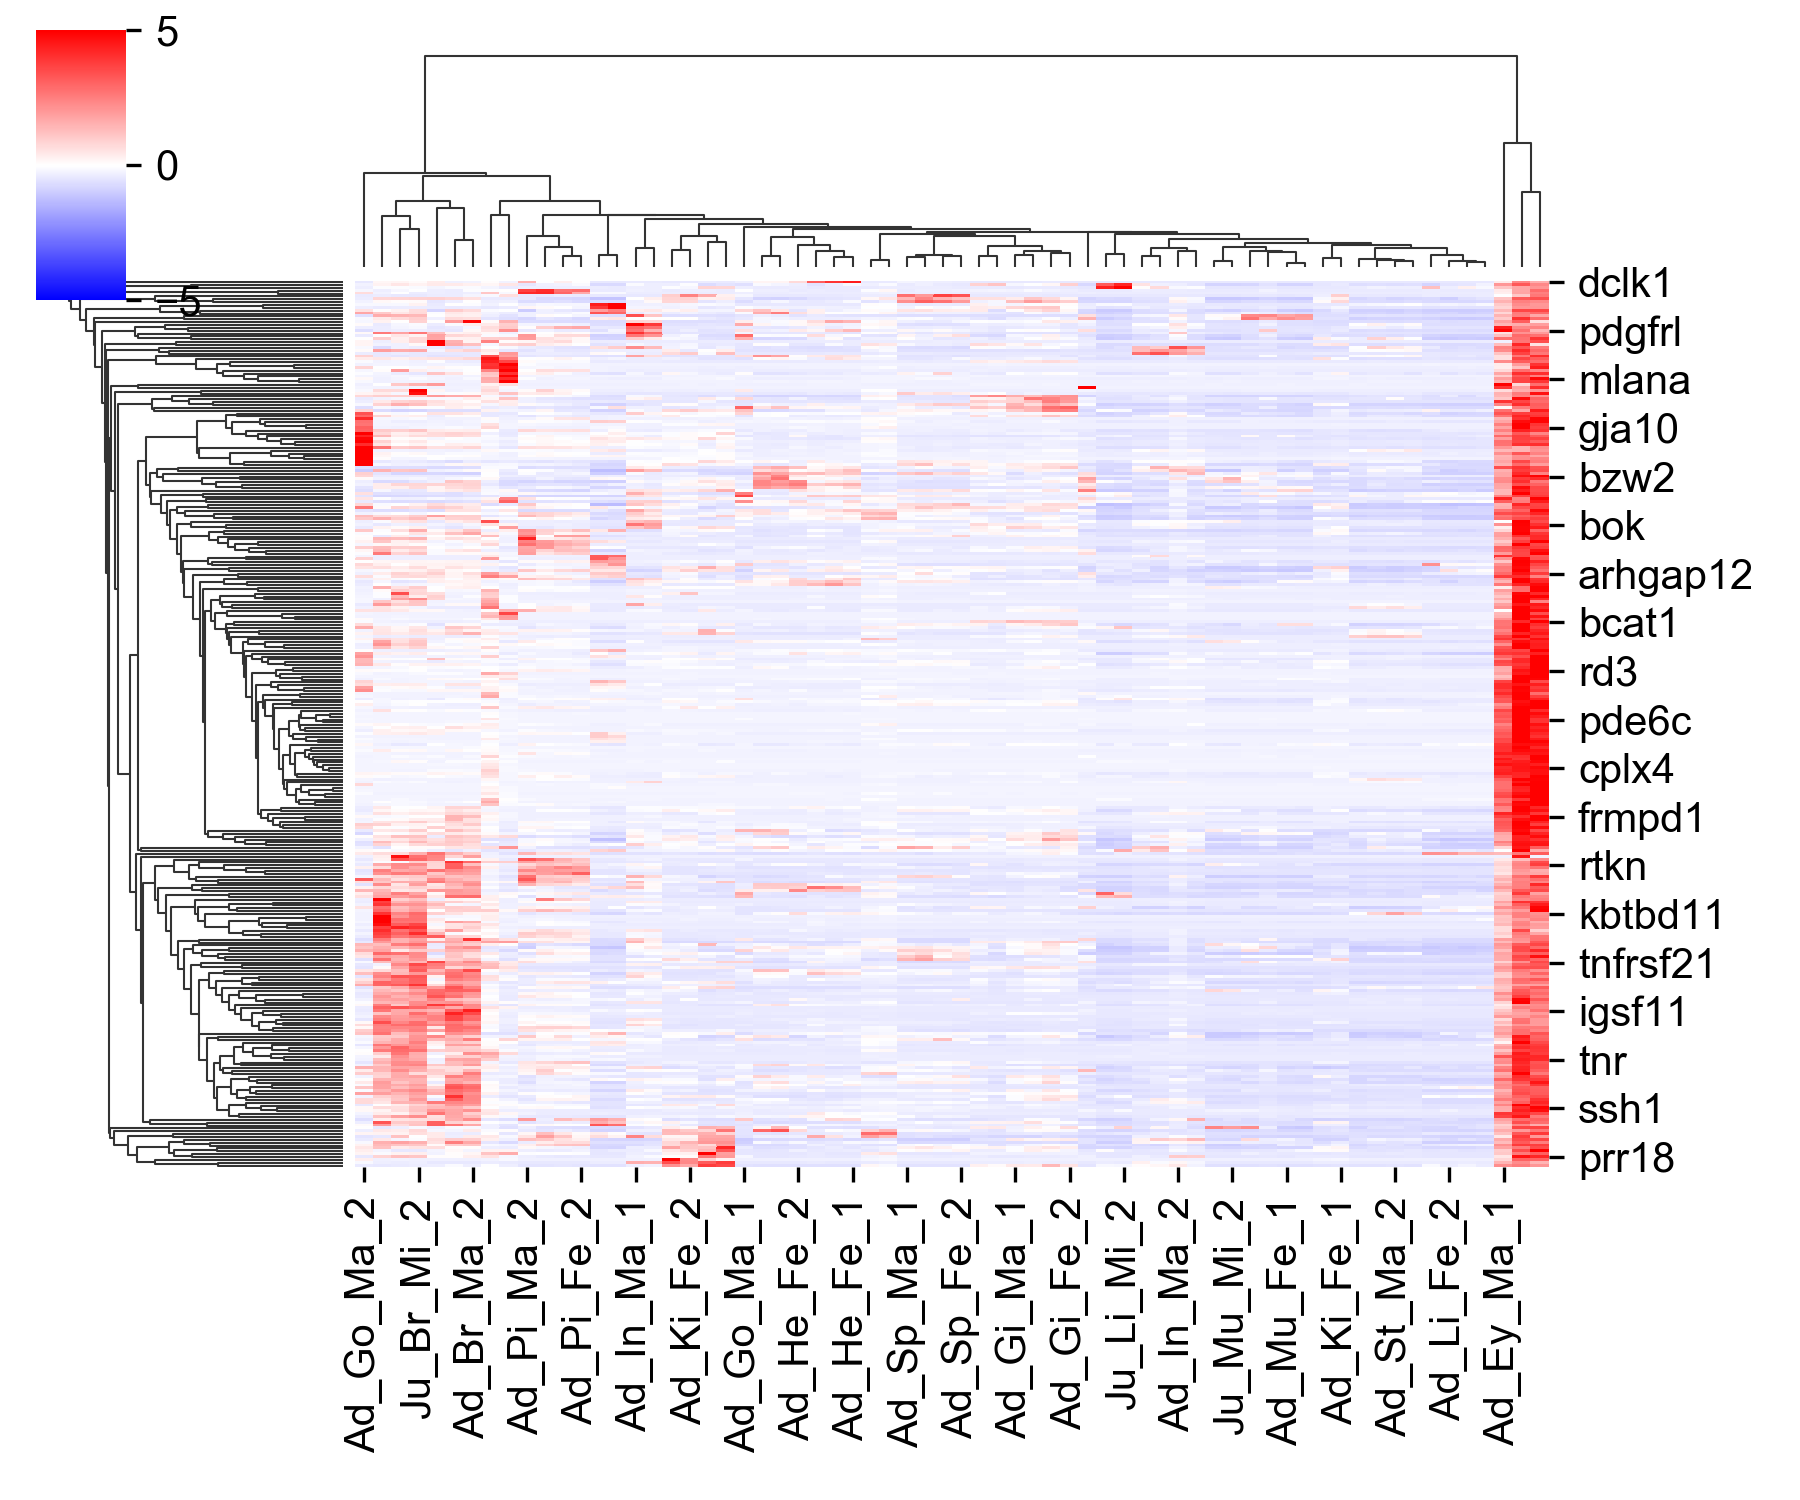 5
0
−5
dclk1
pdgfrl
mlana
gja10
bzw2
bok
arhgap12
bcat1
rd3
pde6c
cplx4
frmpd1
rtkn
kbtbd11
tnfrsf21
igsf11
tnr
ssh1
prr18
Ad_Go_Ma_2
Ju_Br_Mi_2
Ad_Br_Ma_2
Ad_Pi_Ma_2
Ad_Pi_Fe_2
Ad_In_Ma_1
Ad_Ki_Fe_2
Ad_Go_Ma_1
Ad_He_Fe_2
Ad_He_Fe_1
Ad_Sp_Ma_1
Ad_Sp_Fe_2
Ad_Gi_Ma_1
Ad_Gi_Fe_2
Ju_Li_Mi_2
Ad_In_Ma_2
Ju_Mu_Mi_2
Ad_Mu_Fe_1
Ad_Ki_Fe_1
Ad_St_Ma_2
Ad_Li_Fe_2
Ad_Ey_Ma_1